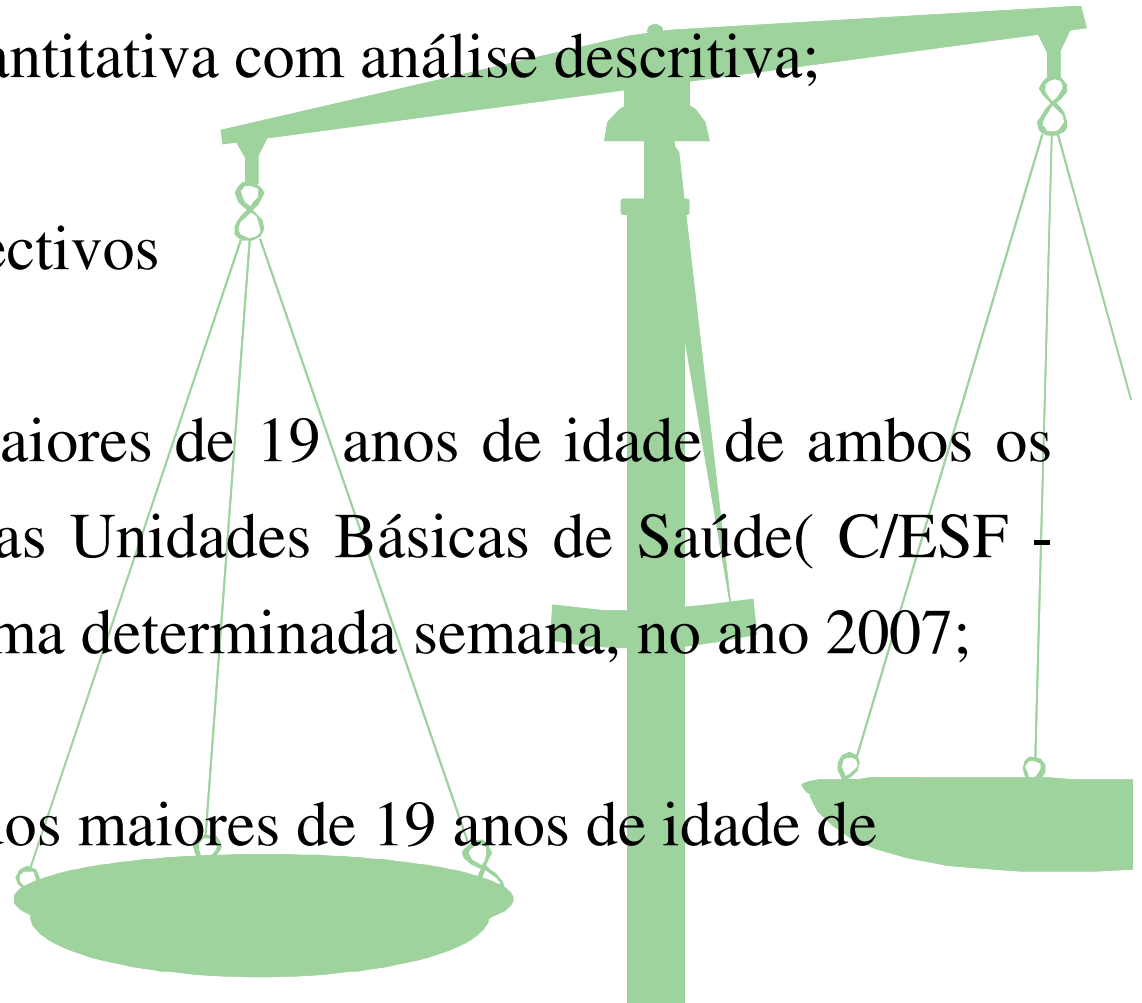 antitativa com análise descritiva;
ectivos
aiores de 19 anos de idade de ambos os
as Unidades Básicas de Saúde( C/ESF -
ma determinada semana, no ano 2007;
dos maiores de 19 anos de idade de